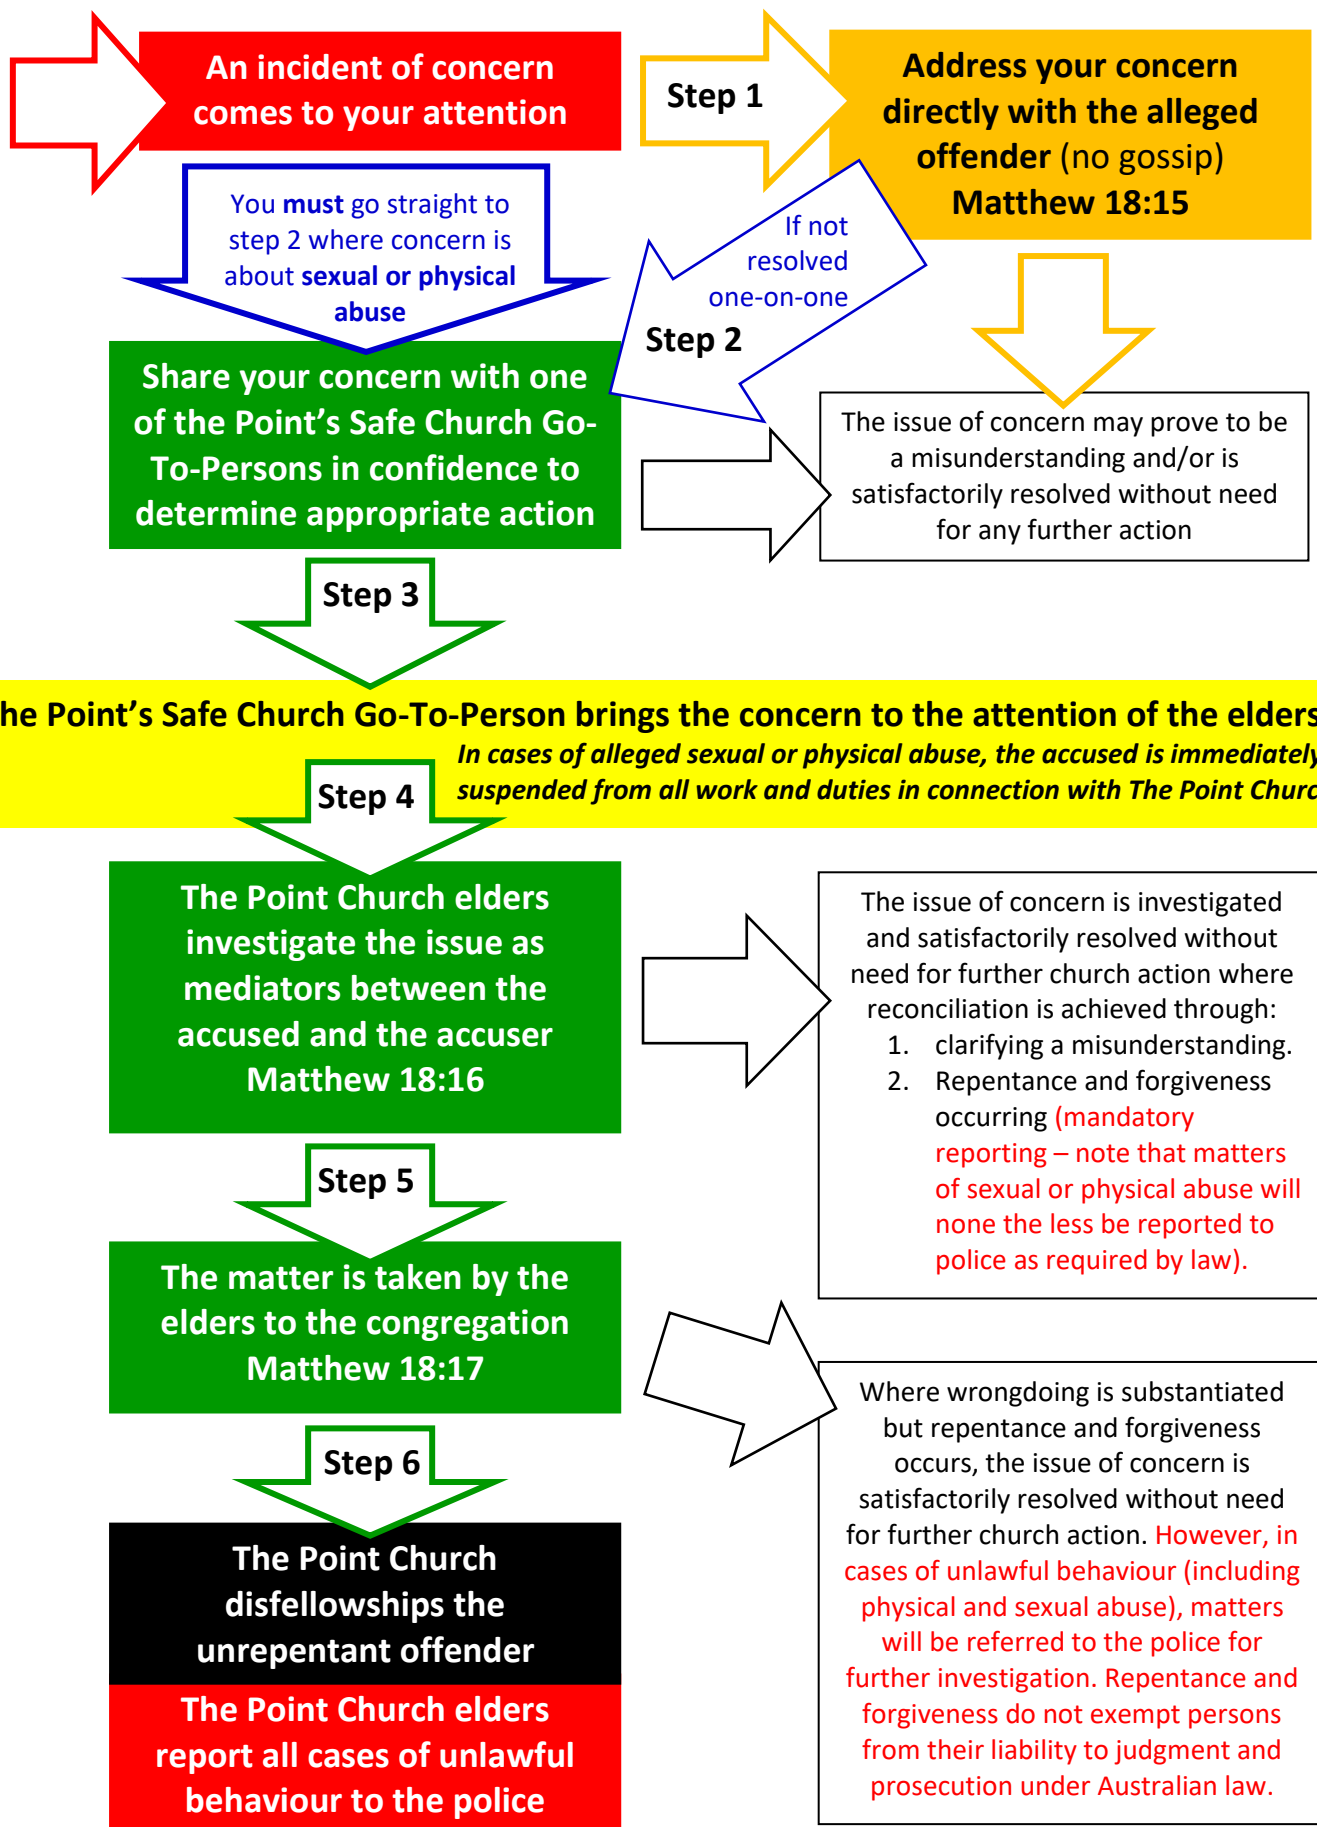 An incident of concern
comes to your attention
Step 1
Address your concern
directly with the alleged
offender (no gossip)
Matthew 18:15
You must go straight to
step 2 where concern is
about sexual or physical
abuse
If not
resolved
one-on-one
Step 2
Share your concern with one
of the Point’s Safe Church Go-
To-Persons in confidence to
determine appropriate action
The issue of concern may prove to be
a misunderstanding and/or is
satisfactorily resolved without need
for any further action
Step 3
he Point’s Safe Church Go-To-Person brings the concern to the attention of the elders
In cases of alleged sexual or physical abuse, the accused is immediately
suspended from all work and duties in connection with The Point Churc
Step 4
The Point Church elders
investigate the issue as
mediators between the
accused and the accuser
Matthew 18:16
The issue of concern is investigated
and satisfactorily resolved without
need for further church action where
reconciliation is achieved through:
1. clarifying a misunderstanding.
2. Repentance and forgiveness
occurring (mandatory
reporting – note that matters
of sexual or physical abuse will
none the less be reported to
police as required by law).
Step 5
The matter is taken by the
elders to the congregation
Matthew 18:17
Where wrongdoing is substantiated
but repentance and forgiveness
occurs, the issue of concern is
satisfactorily resolved without need
for further church action. However, in
cases of unlawful behaviour (including
physical and sexual abuse), matters
will be referred to the police for
further investigation. Repentance and
forgiveness do not exempt persons
from their liability to judgment and
prosecution under Australian law.
Step 6
The Point Church
disfellowships the
unrepentant offender
The Point Church elders
report all cases of unlawful
behaviour to the police